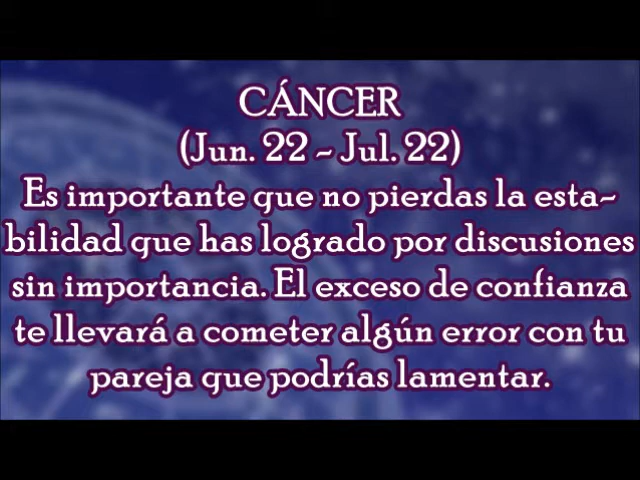 CÁNCER
(Jun. 22 - Jul. 22)
Es importante que no pierdas la esta-
bilidad que has logrado por discusiones
sin importancia. El exceso de confianza
te llevará a cometer algún error con tu
pareja que podrías lamentar.